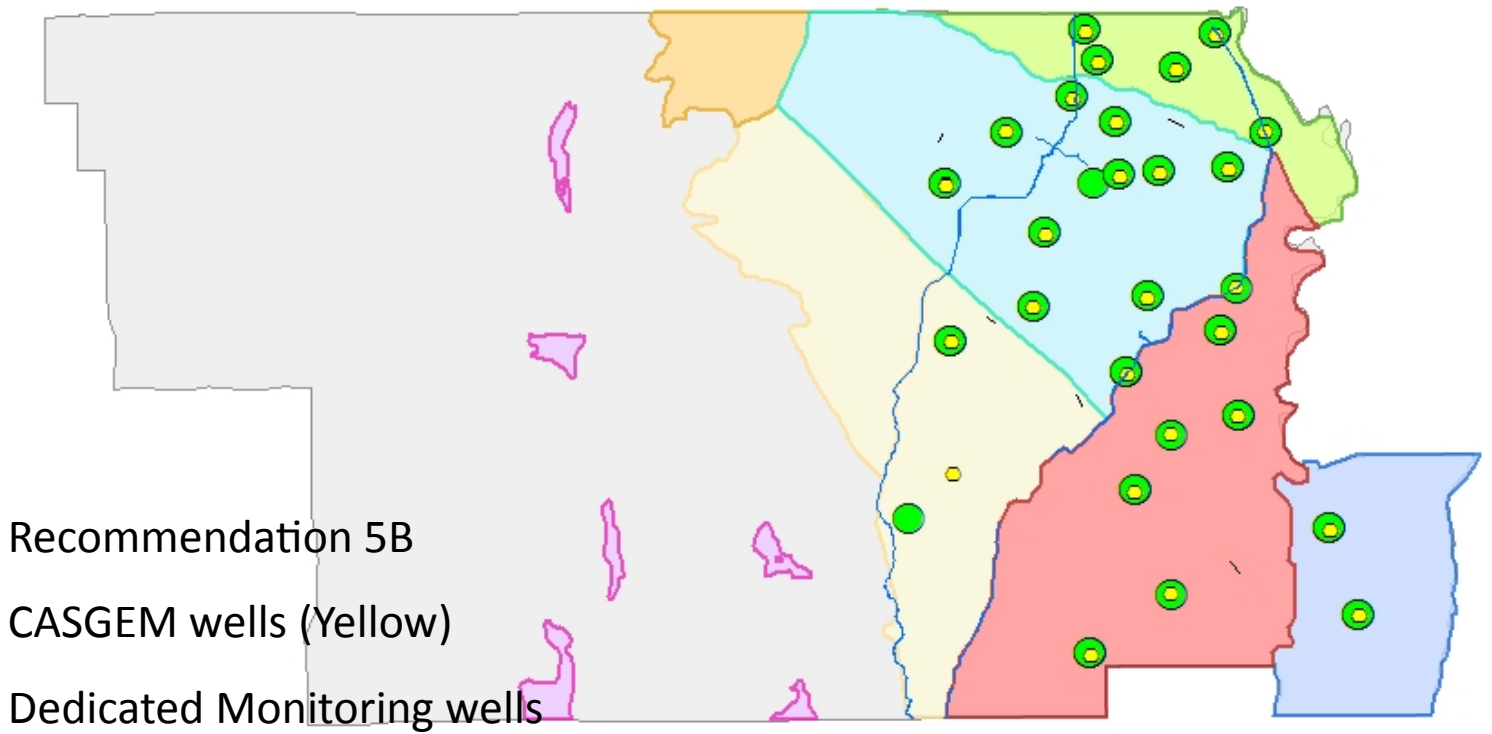 Recommendation 5B
CASGEM wells (Yellow)
Dedicated Monitoring wells